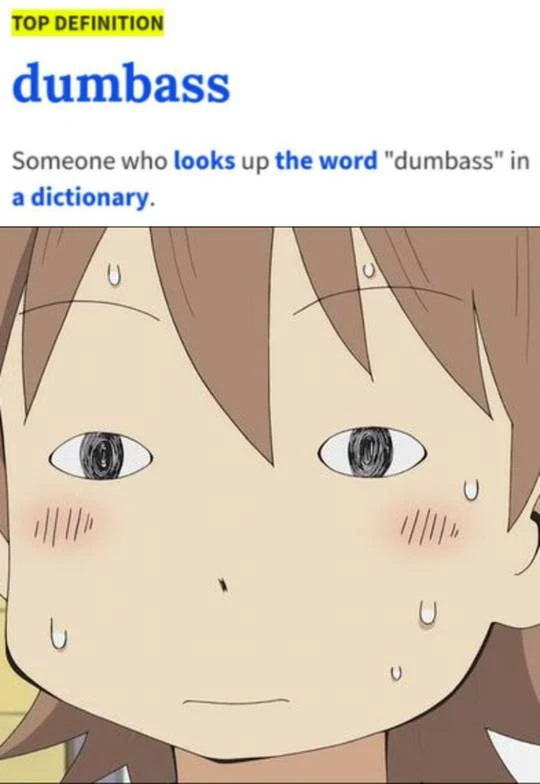 TOP DEFINITION
dumbass
Someone who looks up the word "dumbass" in
a dictionary.